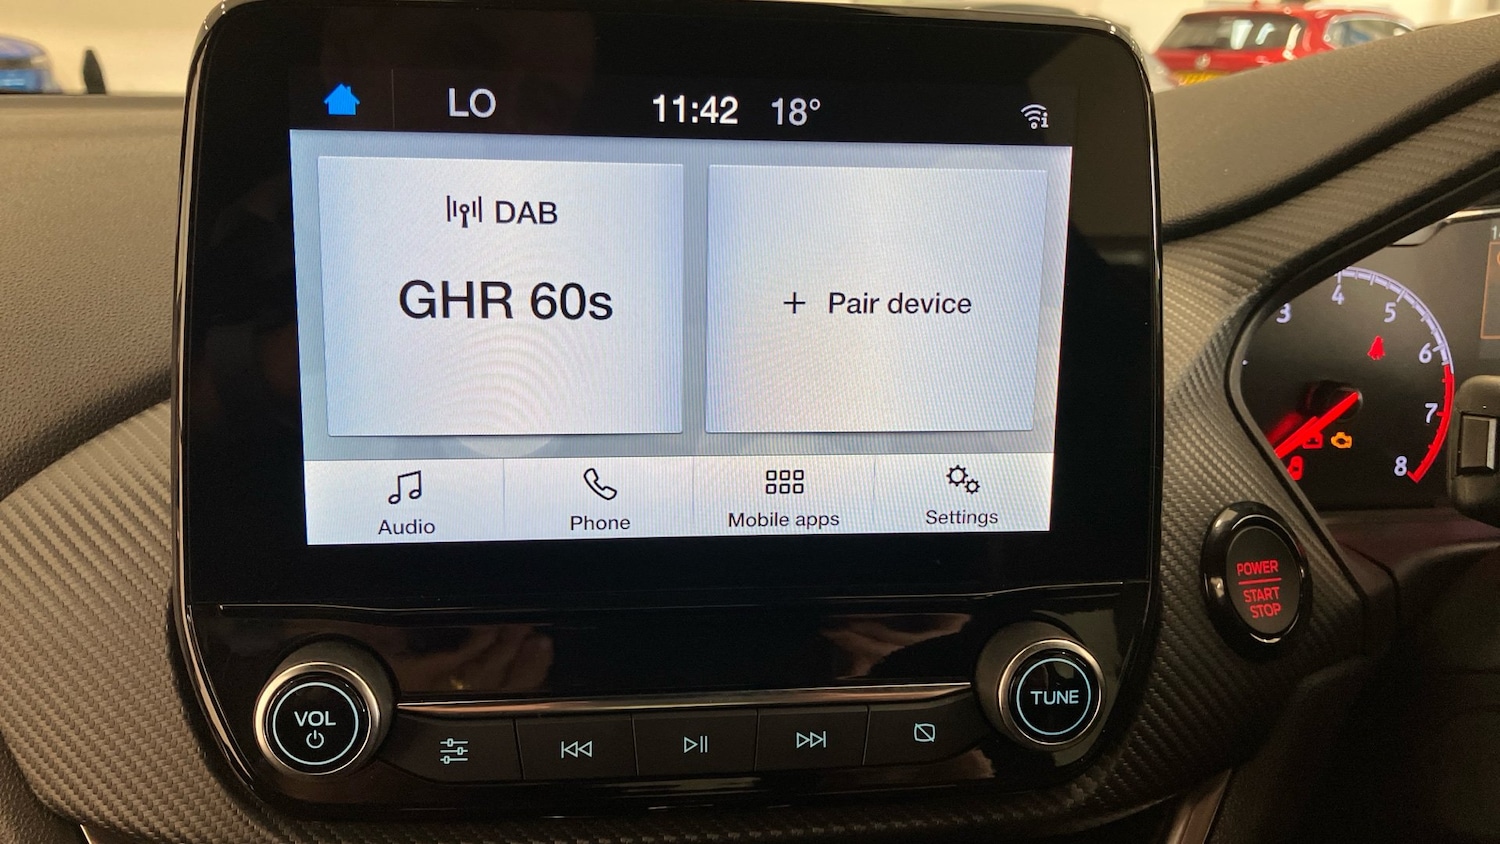 LO
11:42 18°
DAB
GHR 60s
+ Pair device
Audio
Phone
Mobile apps
Settings
VOL
TUNE
POWER
START
STOP
3
4
5
6
7
8